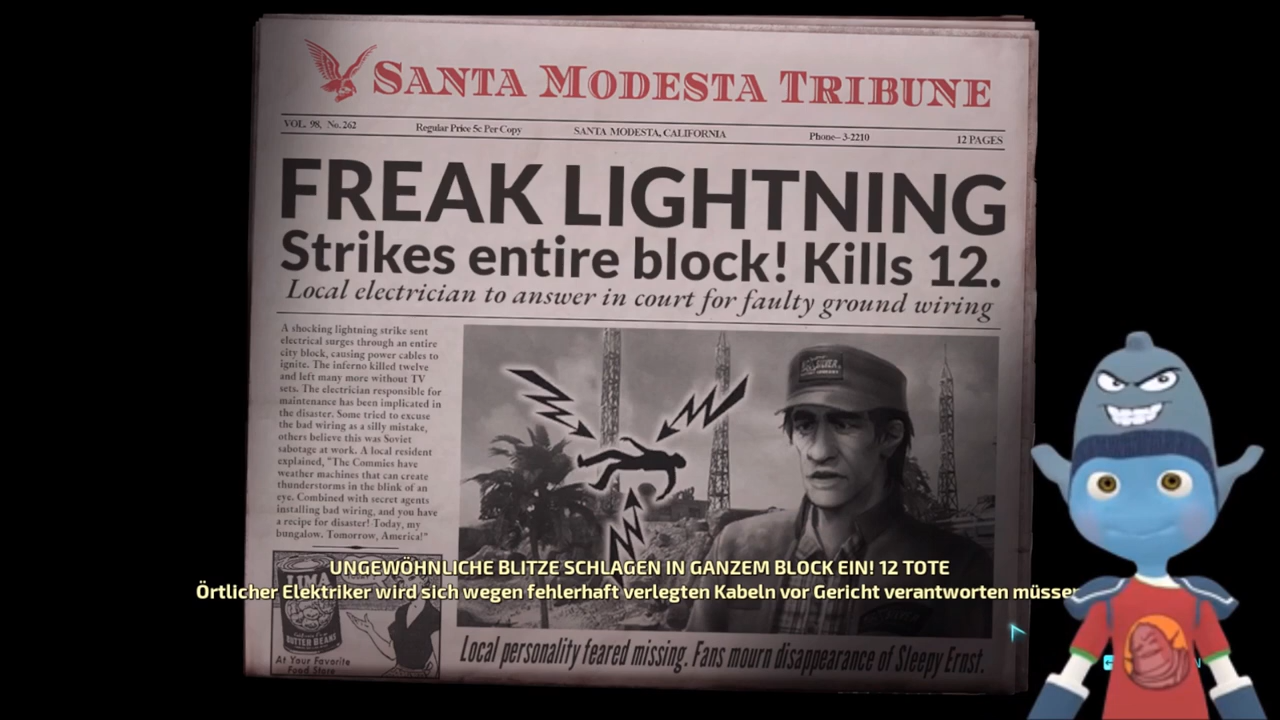 SANTA MODESTA TRIBUNE
VOL. 98, No. 262 Regular Price 5c Per Copy SANTA MODESTA, CALIFORNIA Phone– 3-2210 12 PAGES
FREAK LIGHTNING
Strikes entire block! Kills 12.
Local electrician to answer in court for faulty ground wiring
A shocking lightning strike sent
electrical surges through an entire
city block, causing power cables to
ignite. The inferno killed twelve
and left many more without TV
sets. The electrician responsible for
maintenance has been implicated in
the disaster. Some tried to excuse
the bad wiring as a silly mistake,
others believe this was Soviet
sabotage at work. A local resident
explained, "The Commies have
weather machines that can create
thunderstorms in the blink of an
eye. Combined with secret agents
installing bad wiring, and you have
a recipe for disaster! Today, my
bungalow. Tomorrow, America!"
UNGEWÖHNLICHE BLITZE SCHLAGEN IN GANZEM BLOCK EIN! 12 TOTE
Örtlicher Elektriker wird sich wegen fehlerhaft verlegten Kabeln vor Gericht verantworten müssen
LIMA
BUTTER BEANS
At Your Favorite
Food Store
Local personality feared missing. Fans mourn disappearance of Sleepy Ernst.